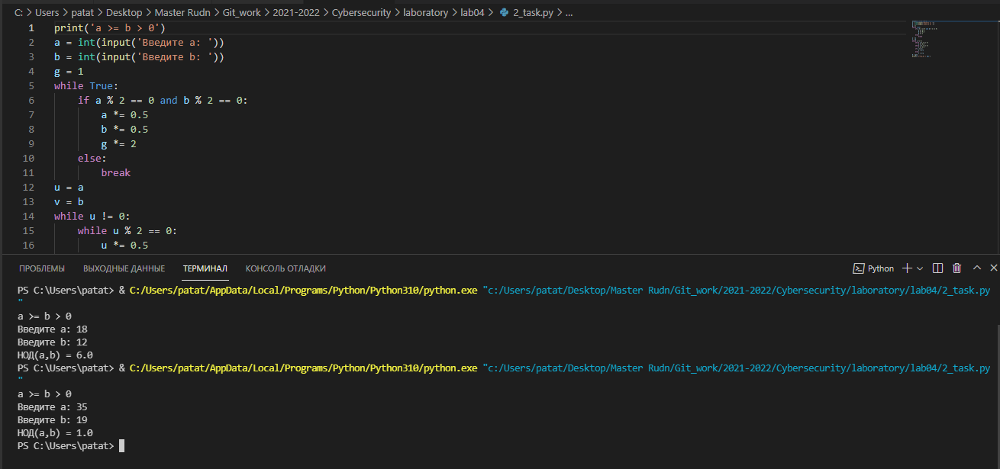 C: > Users > patat > Desktop > Master Rudn > Git_work > 2021-2022 > Cybersecurity > laboratory > lab04 > 2_task.py > ...
1 print('a >= b > 0')
2 a = int(input('Введите a: '))
3 b = int(input('Введите b: '))
4 g = 1
5 while True:
6 if a % 2 == 0 and b % 2 == 0:
7 a *= 0.5
8 b *= 0.5
9 g *= 2
10 else:
11 break
12 u = a
13 v = b
14 while u != 0:
15 while u % 2 == 0:
16 u *= 0.5
ПРОБЛЕМЫ ВЫХОДНЫЕ ДАННЫЕ ТЕРМИНАЛ КОНСОЛЬ ОТЛАДКИ Python
PS C:\Users\patat> & C:/Users/patat/AppData/Local/Programs/Python/Python310/python.exe "c:/Users/patat/Desktop/Master Rudn/Git_work/2021-2022/Cybersecurity/laboratory/lab04/2_task.py
"
a >= b > 0
Введите a: 18
Введите b: 12
НОД(a,b) = 6.0
PS C:\Users\patat> & C:/Users/patat/AppData/Local/Programs/Python/Python310/python.exe "c:/Users/patat/Desktop/Master Rudn/Git_work/2021-2022/Cybersecurity/laboratory/lab04/2_task.py
"
a >= b > 0
Введите a: 35
Введите b: 19
НОД(a,b) = 1.0
PS C:\Users\patat>